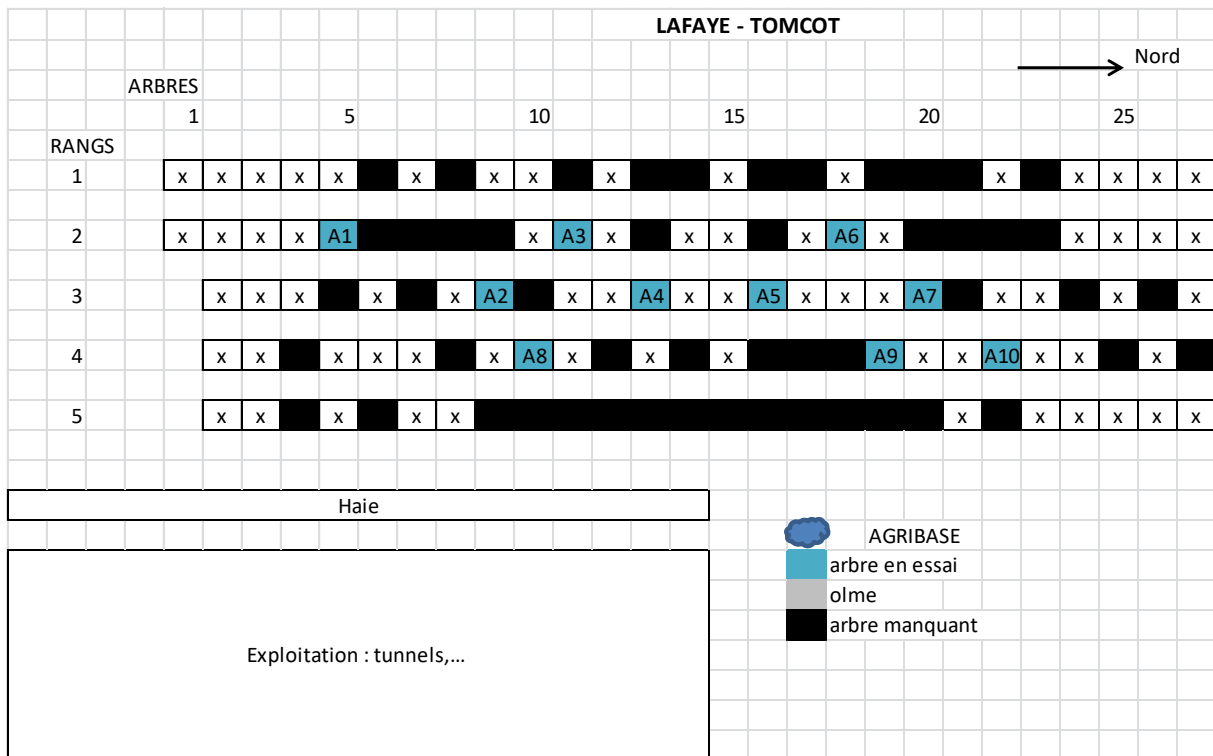 LAFAYE - TOMCOT
Nord
ARBRES
1 5 10 15 20 25
RANGS
1 x x x x x x x x x x x x x x x x
2 x x x x A1 x A3 x x x x A6 x x x x x
3 x x x x x A2 x x A4 x x A5 x x x A7 x x x x
4 x x x x x x A8 x x x A9 x x A10 x x x
5 x x x x x x x x x x x
Haie
AGRIBASE
arbre en essai
olme
arbre manquant
Exploitation : tunnels,...